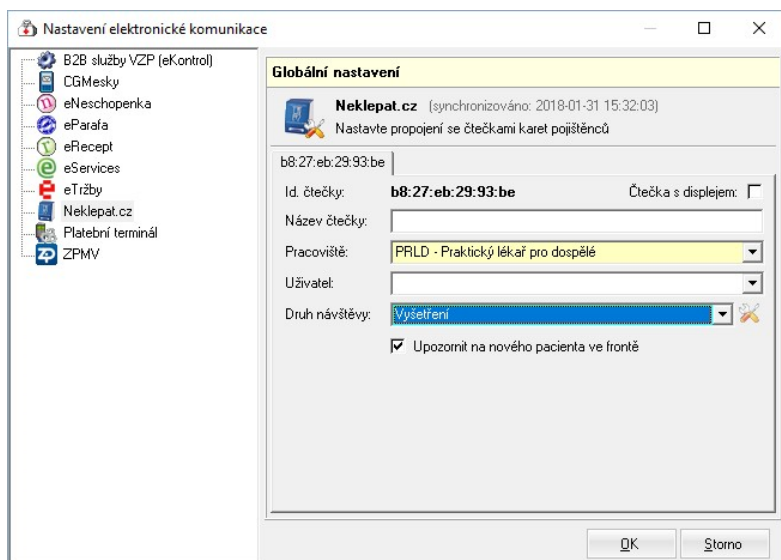 Nastavení elektronické komunikace
B2B služby VZP (eKontrol)
CGMesky
eNeschopenka
eParafa
eRecept
eServices
eTržby
Neklepat.cz
Platební terminál
ZPMV
Globální nastavení
Neklepat.cz (synchronizováno: 2018-01-31 15:32:03)
Nastavte propojení se čtečkami karet pojištěnců
b8:27:eb:29:93:be
Id. čtečky: b8:27:eb:29:93:be Čtečka s displejem:
Název čtečky:
Pracoviště: PRLD - Praktický lékař pro dospělé
Uživatel:
Druh návštěvy: Vyšetření
Upozornit na nového pacienta ve frontě
OK Storno